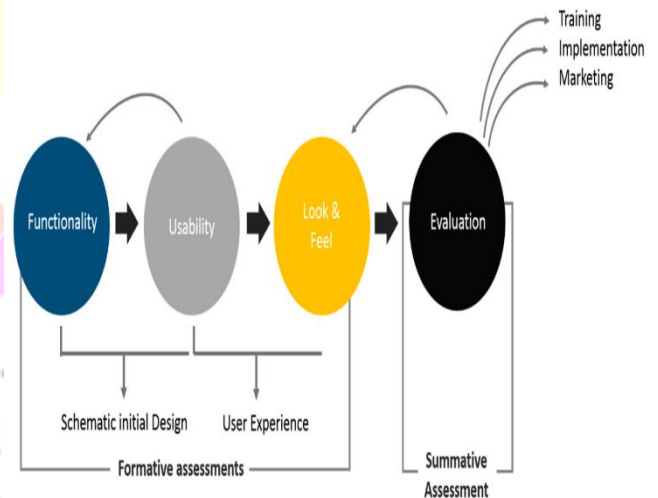 Training
Implementation
Marketing
Functionality
Usability
Look &
Feel
Evaluation
Schematic initial Design
User Experience
Formative assessments
Summative
Assessment